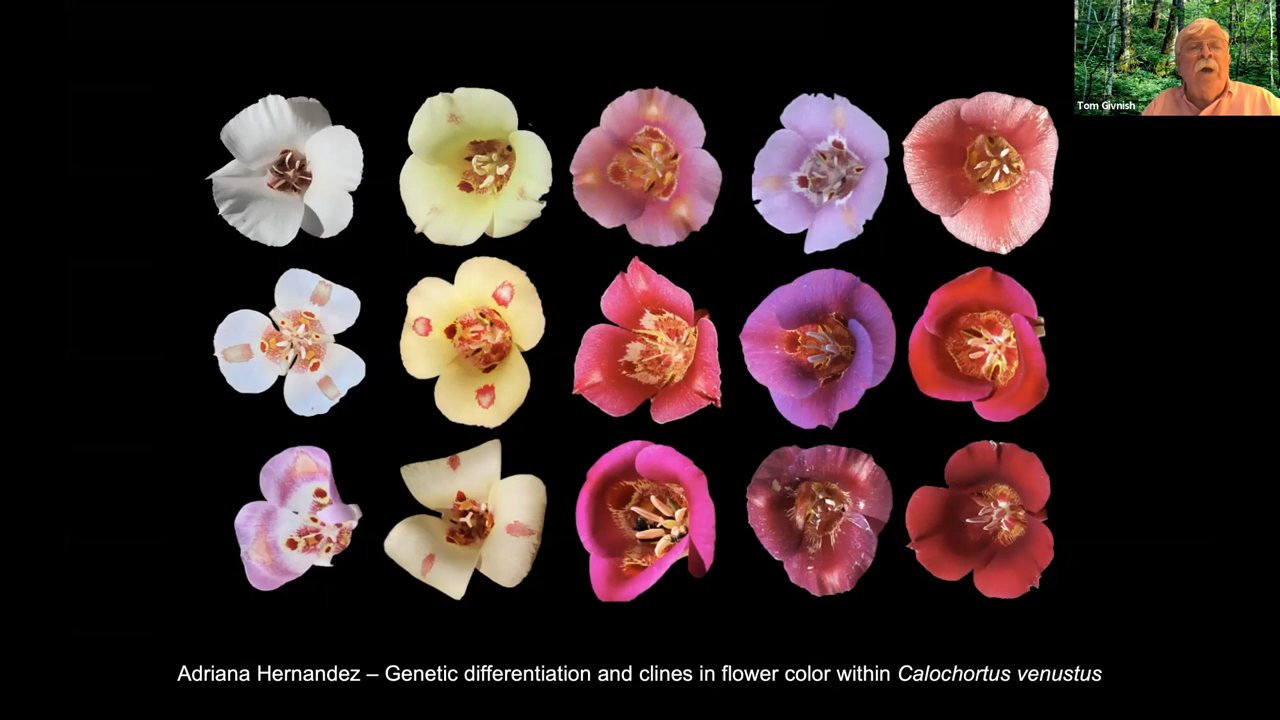 Tom Givnish
Adriana Hernandez – Genetic differentiation and clines in flower color within Calochortus venustus